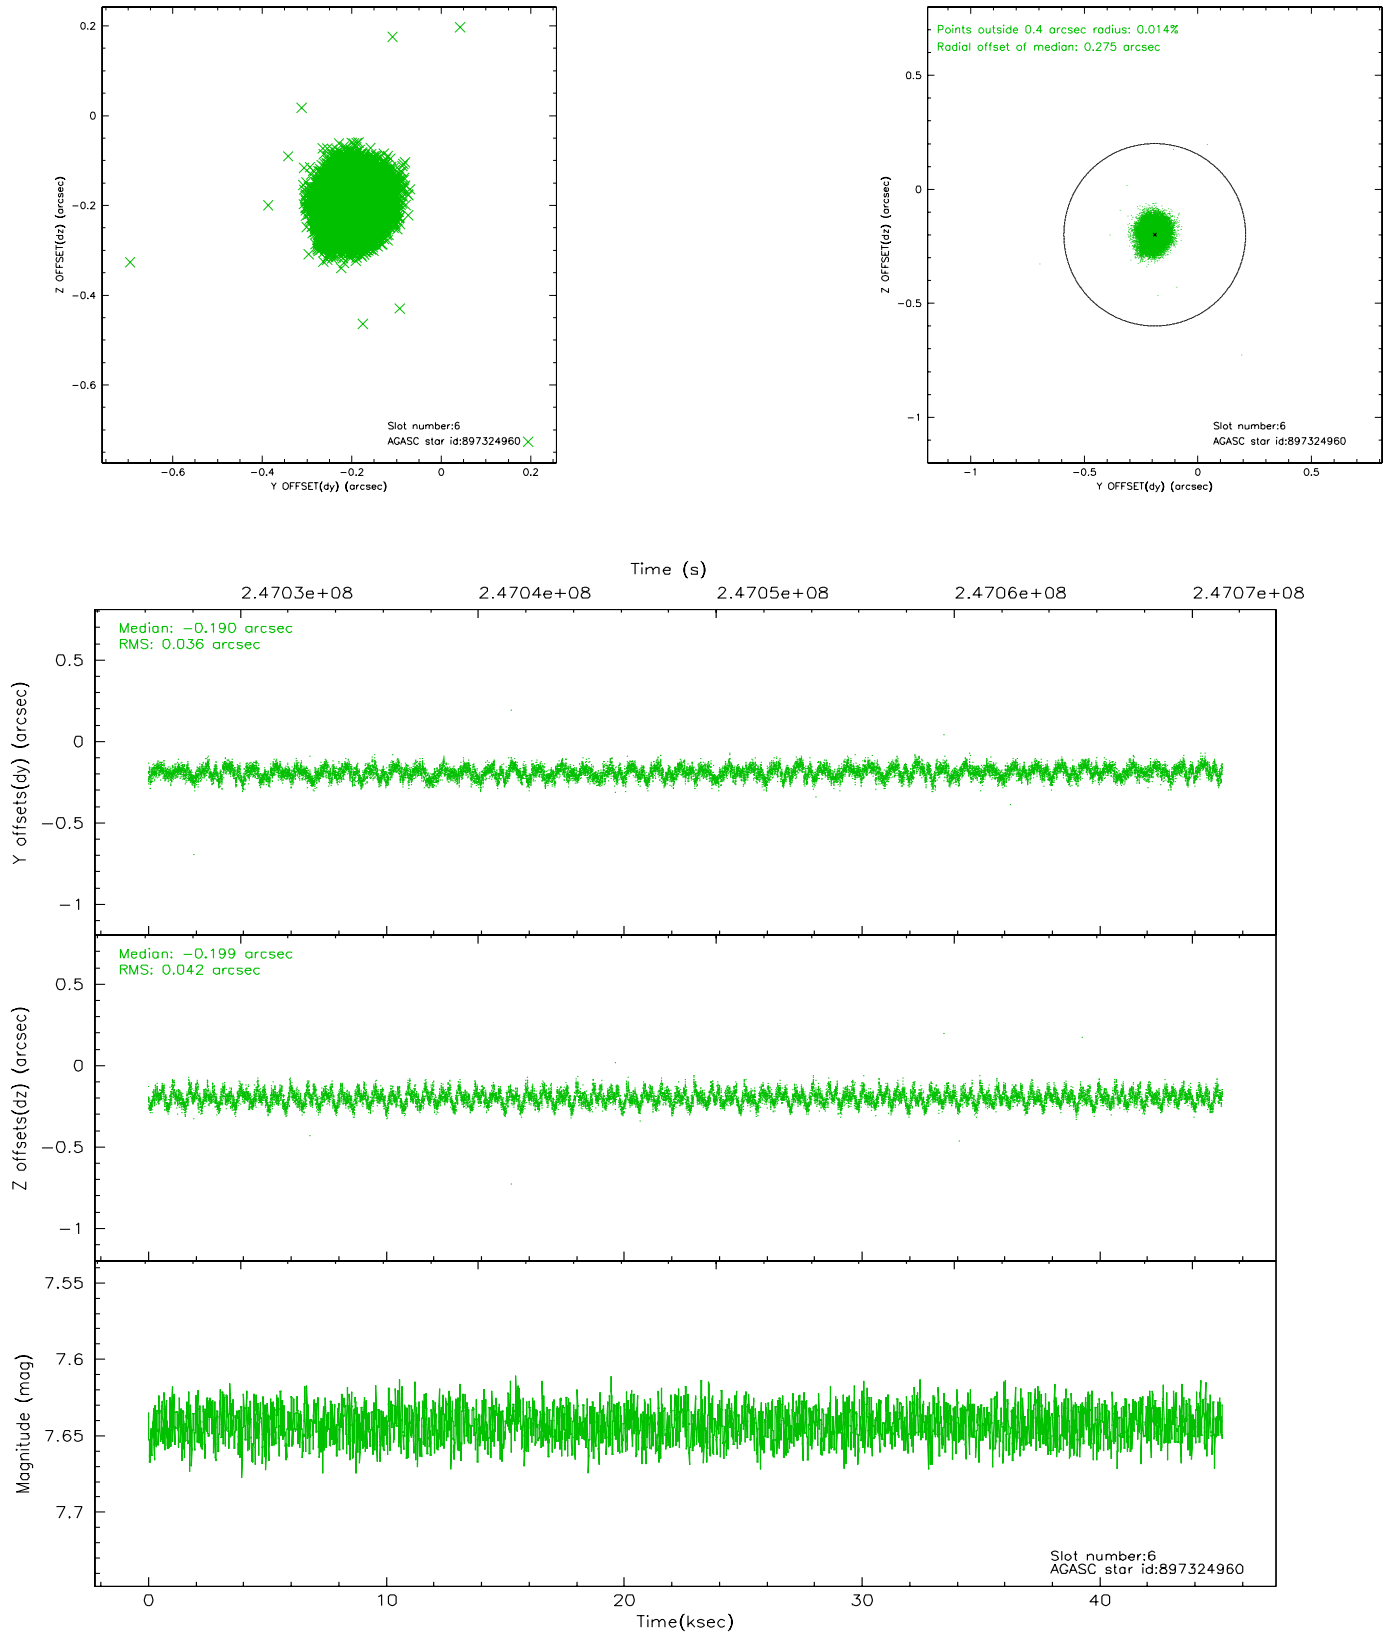 0.2
0
−0.2
−0.4
−0.6
Z OFFSET(dz) (arcsec)
Slot number:6
AGASC star id:897324960
−0.6
−0.4
−0.2
0
0.2
Y OFFSET(dy) (arcsec)
Points outside 0.4 arcsec radius: 0.014%
Radial offset of median: 0.275 arcsec
0.5
0
−0.5
−1
Z OFFSET(dz) (arcsec)
Slot number:6
AGASC star id:897324960
−1
−0.5
0
0.5
Y OFFSET(dy) (arcsec)
Time (s)
2.4703e+08
2.4704e+08
2.4705e+08
2.4706e+08
2.4707e+08
Median: −0.190 arcsec
RMS: 0.036 arcsec
0.5
0
−0.5
−1
Y offsets(dy) (arcsec)
Median: −0.199 arcsec
RMS: 0.042 arcsec
0.5
0
−0.5
−1
Z offsets(dz) (arcsec)
7.55
7.6
7.65
7.7
Magnitude (mag)
Slot number:6
AGASC star id:897324960
0
10
20
30
40
Time(ksec)